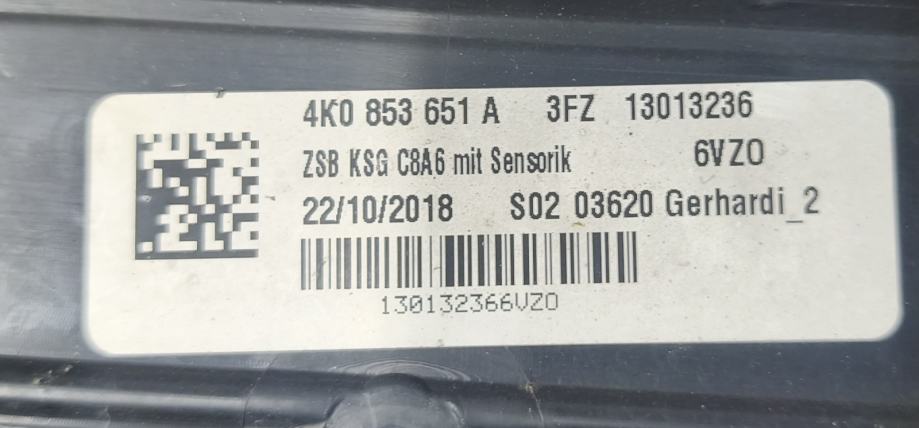 4K0 853 651 A 3FZ 13013236
ZSB KSG C8A6 mit Sensorik 6VZ0
22/10/2018 S02 03620 Gerhardi_2
130132366VZ0